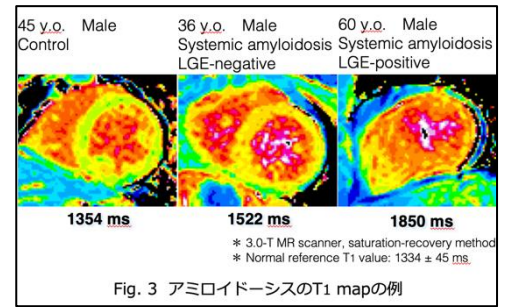 45 y.o. Male
Control
36 y.o. Male
Systemic amyloidosis
LGE-negative
60 y.o. Male
Systemic amyloidosis
LGE-positive
1354 ms
1522 ms
1850 ms
* 3.0-T MR scanner, saturation-recovery method
* Normal reference T1 value: 1334 ± 45 ms
Fig. 3 アミロイドーシスのT1 mapの例